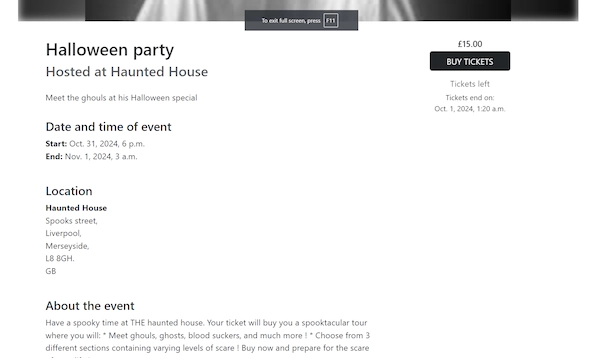 To exit full screen, press F11
Halloween party
Hosted at Haunted House
Meet the ghouls at his Halloween special
£15.00
BUY TICKETS
Tickets left
Tickets end on:
Oct. 1, 2024, 1:20 a.m.
Date and time of event
Start: Oct. 31, 2024, 6 p.m.
End: Nov. 1, 2024, 3 a.m.
Location
Haunted House
Spooks street,
Liverpool,
Merseyside,
L8 8GH.
GB
About the event
Have a spooky time at THE haunted house. Your ticket will buy you a spooktacular tour
where you will: * Meet ghouls, ghosts, blood suckers, and much more ! * Choose from 3
different sections containing varying levels of scare ! Buy now and prepare for the scare